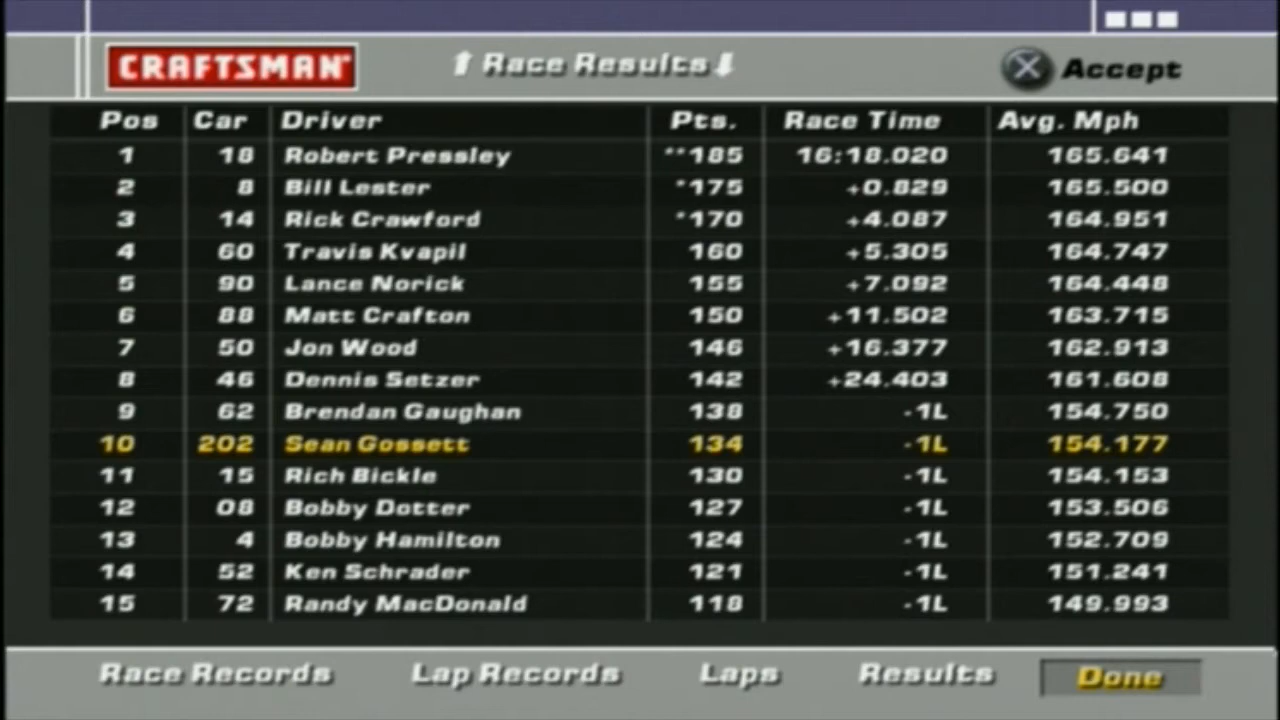 CRAFTSMAN Race Results Accept
Pos Car Driver Pts. Race Time Avg. Mph
1 18 Robert Pressley **185 16:18.020 165.641
2 8 Bill Lester *175 +0.829 165.500
3 14 Rick Crawford *170 +4.087 164.951
4 60 Travis Kvapil 160 +5.305 164.747
5 90 Lance Norick 155 +7.092 164.448
6 88 Matt Crafton 150 +11.502 163.715
7 50 Jon Wood 146 +16.377 162.913
8 46 Dennis Setzer 142 +24.403 161.608
9 62 Brendan Gaughan 138 -1L 154.750
10 202 Sean Gossett 134 -1L 154.177
11 15 Rich Bickle 130 -1L 154.153
12 08 Bobby Dotter 127 -1L 153.506
13 4 Bobby Hamilton 124 -1L 152.709
14 52 Ken Schrader 121 -1L 151.241
15 72 Randy MacDonald 118 -1L 149.993
Race Records Lap Records Laps Results Done